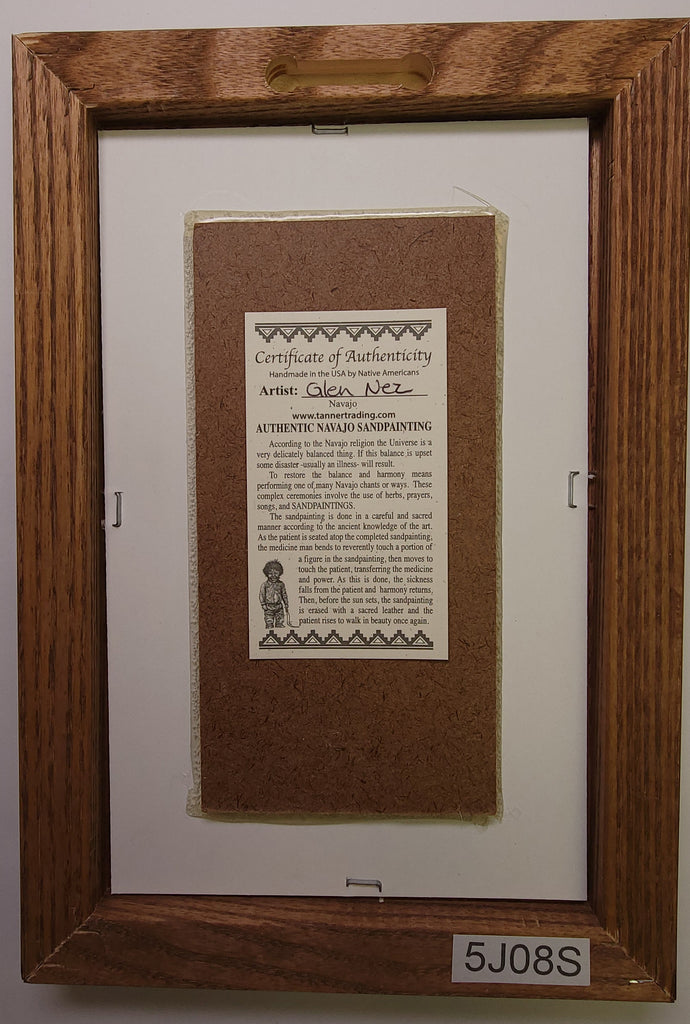 Certificate of Authenticity
Handmade in the USA by Native Americans
Artist: Glen Nez
Navajo
www.tannertrading.com
AUTHENTIC NAVAJO SANDPAINTING
According to the Navajo religion the Universe is a
very delicately balanced thing. If this balance is upset
some disaster -usually an illness- will result.
To restore the balance and harmony means
performing one of many Navajo chants or ways. These
complex ceremonies involve the use of herbs, prayers,
songs, and SANDPAINTINGS.
The sandpainting is done in a careful and sacred
manner according to the ancient knowledge of the art.
As the patient is seated atop the completed sandpainting,
the medicine man bends to reverently touch a portion of
a figure in the sandpainting, then moves to
touch the patient, transferring the medicine
and power. As this is done, the sickness
falls from the patient and harmony returns.
Then, before the sun sets, the sandpainting
is erased with a sacred leather and the
patient rises to walk in beauty once again.
5J08S